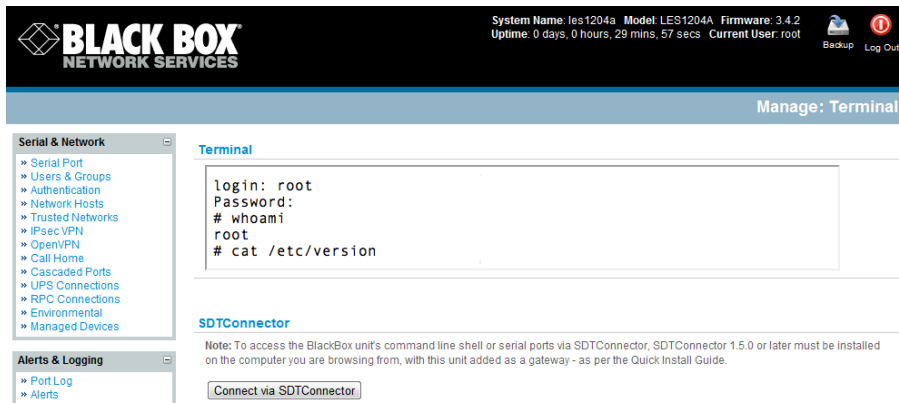 BLACK BOX
NETWORK SERVICES
System Name: les1204a Model: LES1204A Firmware: 3.4.2
Uptime: 0 days, 0 hours, 29 mins, 57 secs Current User: root
Backup
Log Out
Manage: Terminal
Serial & Network
» Serial Port
» Users & Groups
» Authentication
» Network Hosts
» Trusted Networks
» IPsec VPN
» OpenVPN
» Call Home
» Cascaded Ports
» UPS Connections
» RPC Connections
» Environmental
» Managed Devices
Alerts & Logging
» Port Log
» Alerts
Terminal
login: root
Password:
# whoami
root
# cat /etc/version
SDTConnector
Note: To access the BlackBox unit's command line shell or serial ports via SDTConnector, SDTConnector 1.5.0 or later must be installed
on the computer you are browsing from, with this unit added as a gateway - as per the Quick Install Guide.
Connect via SDTConnector